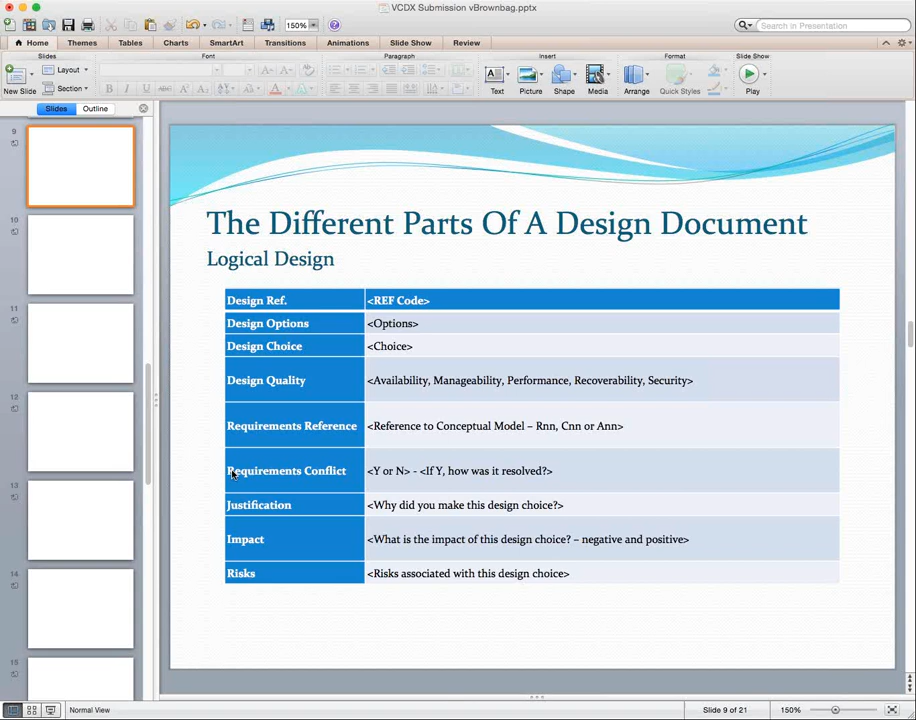 VCDX Submission vBrownbag.pptx
150%
Search in Presentation
Home Themes Tables Charts SmartArt Transitions Animations Slide Show Review
Slides Font Paragraph Insert Format Slide Show
New Slide Layout Section
B I U ABC A² A₂ Text Picture Shape Media Arrange Quick Styles Play
Slides Outline
9
10
11
12
13
14
15
The Different Parts Of A Design Document
Logical Design
Design Ref. <REF Code>
Design Options <Options>
Design Choice <Choice>
Design Quality <Availability, Manageability, Performance, Recoverability, Security>
Requirements Reference <Reference to Conceptual Model – Rnn, Cnn or Ann>
Requirements Conflict <Y or N> - <If Y, how was it resolved?>
Justification <Why did you make this design choice?>
Impact <What is the impact of this design choice? – negative and positive>
Risks <Risks associated with this design choice>
Normal View Slide 9 of 21 150%